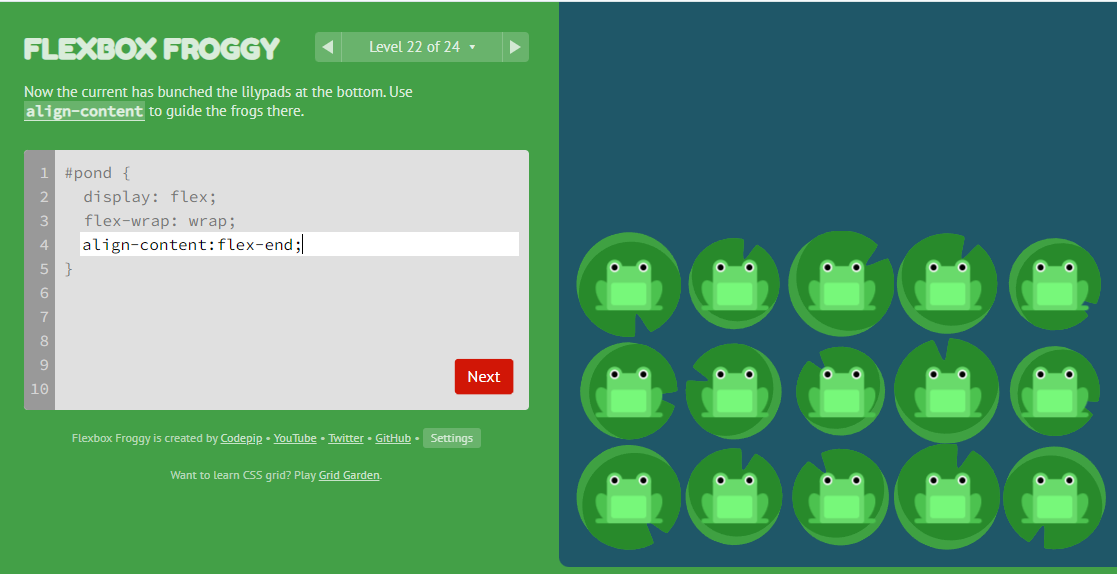 FLEXBOX FROGGY
Level 22 of 24
Now the current has bunched the lilypads at the bottom. Use
align-content to guide the frogs there.
1 #pond {
2 display: flex;
3 flex-wrap: wrap;
4 align-content:flex-end;
5 }
6
7
8
9
10
Next
Flexbox Froggy is created by Codepip • YouTube • Twitter • GitHub • Settings
Want to learn CSS grid? Play Grid Garden.